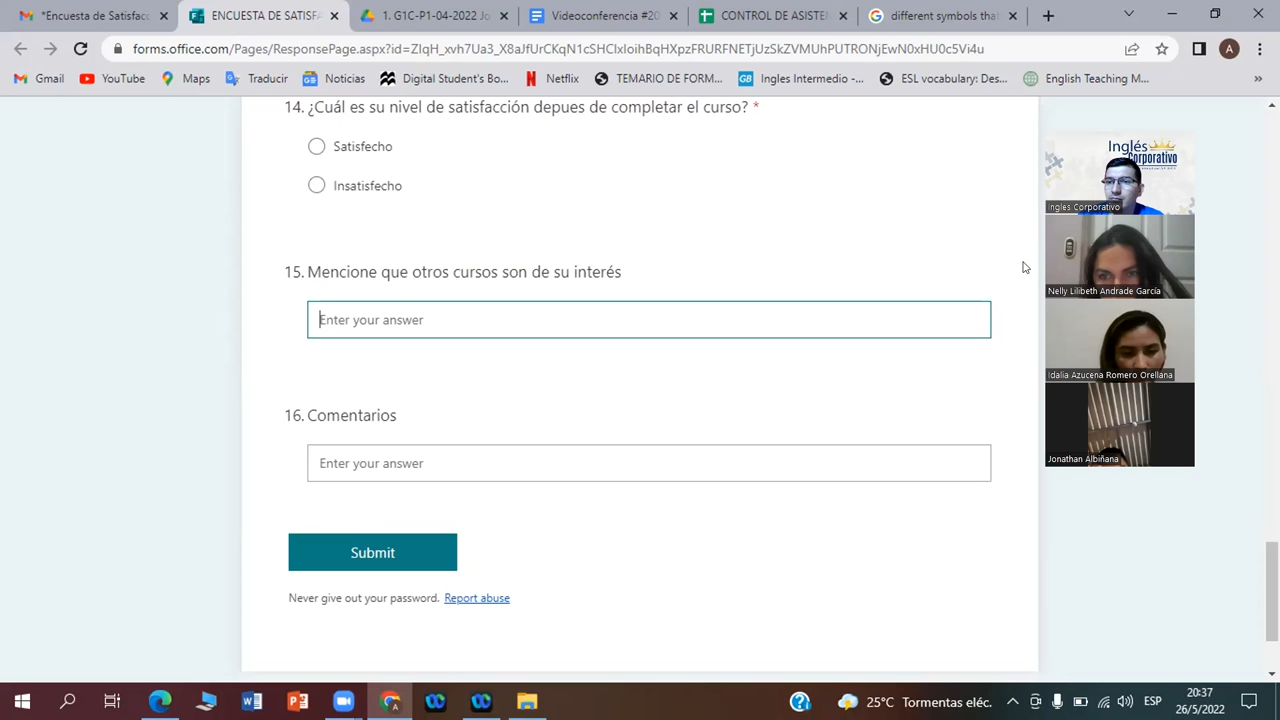 *Encuesta de Satisfacc
ENCUESTA DE SATISFA
1. G1C-P1-04-2022 Jo
Videoconferencia #20
CONTROL DE ASISTE
different symbols that
forms.office.com/Pages/ResponsePage.aspx?id=ZIqH_xvh7Ua3_X8aJfUrCKqN1cSHClxIoihBqHXpzFRURFNETjUzSkZVMUhPUTRONjEwN0xHU0c5Vi4u
A
Gmail
YouTube
Maps
Traducir
Noticias
Digital Student's Bo...
Netflix
TEMARIO DE FORM...
Ingles Intermedio -...
ESL vocabulary: Des...
English Teaching M...
»
14. ¿Cuál es su nivel de satisfacción depues de completar el curso? *
Satisfecho
Insatisfecho
15. Mencione que otros cursos son de su interés
Enter your answer
16. Comentarios
Enter your answer
Submit
Never give out your password. Report abuse
Inglés
Corporativo
Ingles Corporativo
Nelly Lilibeth Andrade García
Idalia Azucena Romero Orellana
Jonathan Albiñana
25°C Tormentas eléc.
ESP
20:37
26/5/2022